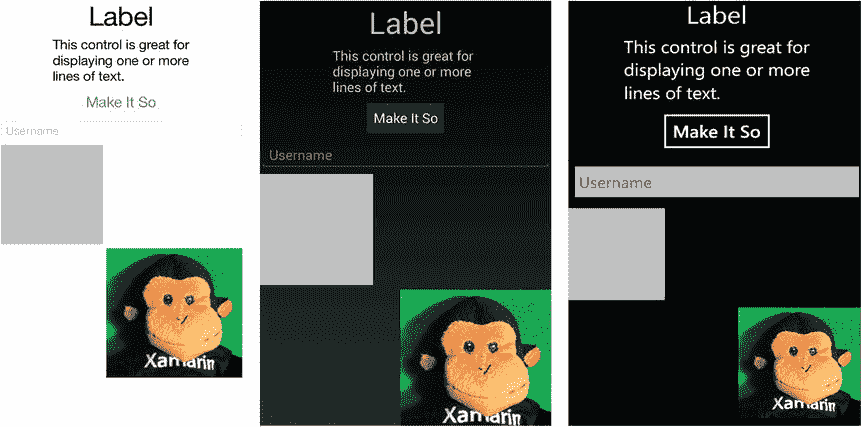 Label
This control is great for
displaying one or more
lines of text.
Make It So
Username
Xamarin
Label
This control is great for
displaying one or more
lines of text.
Make It So
Username
Xamarin
Label
This control is great for
displaying one or more
lines of text.
Make It So
Username
Xamarin